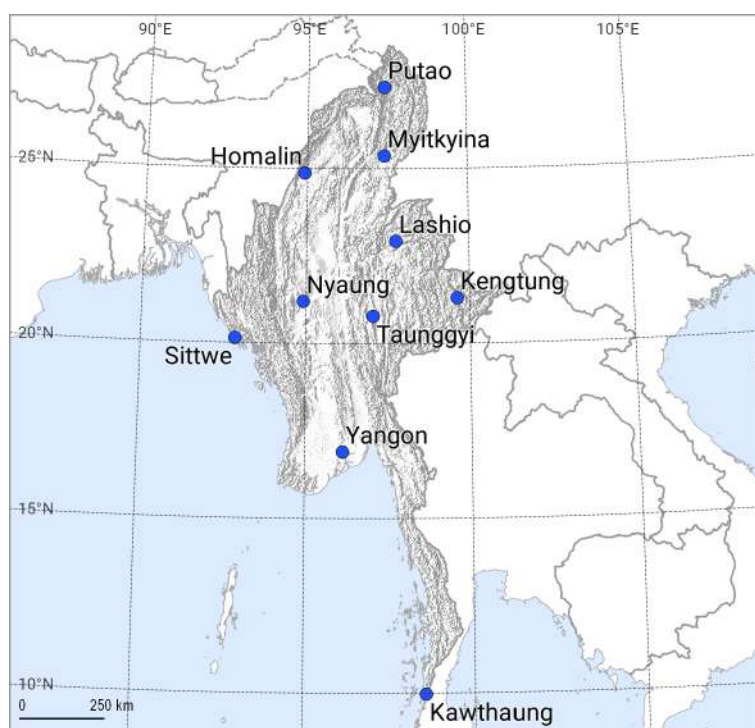 90°E
95°E
100°E
105°E
Putao
Myitkyina
25°N
Homalin
Lashio
Nyaung
Kengtung
20°N
Sittwe
Taunggyi
Yangon
15°N
10°N
0 250 km
Kawthaung